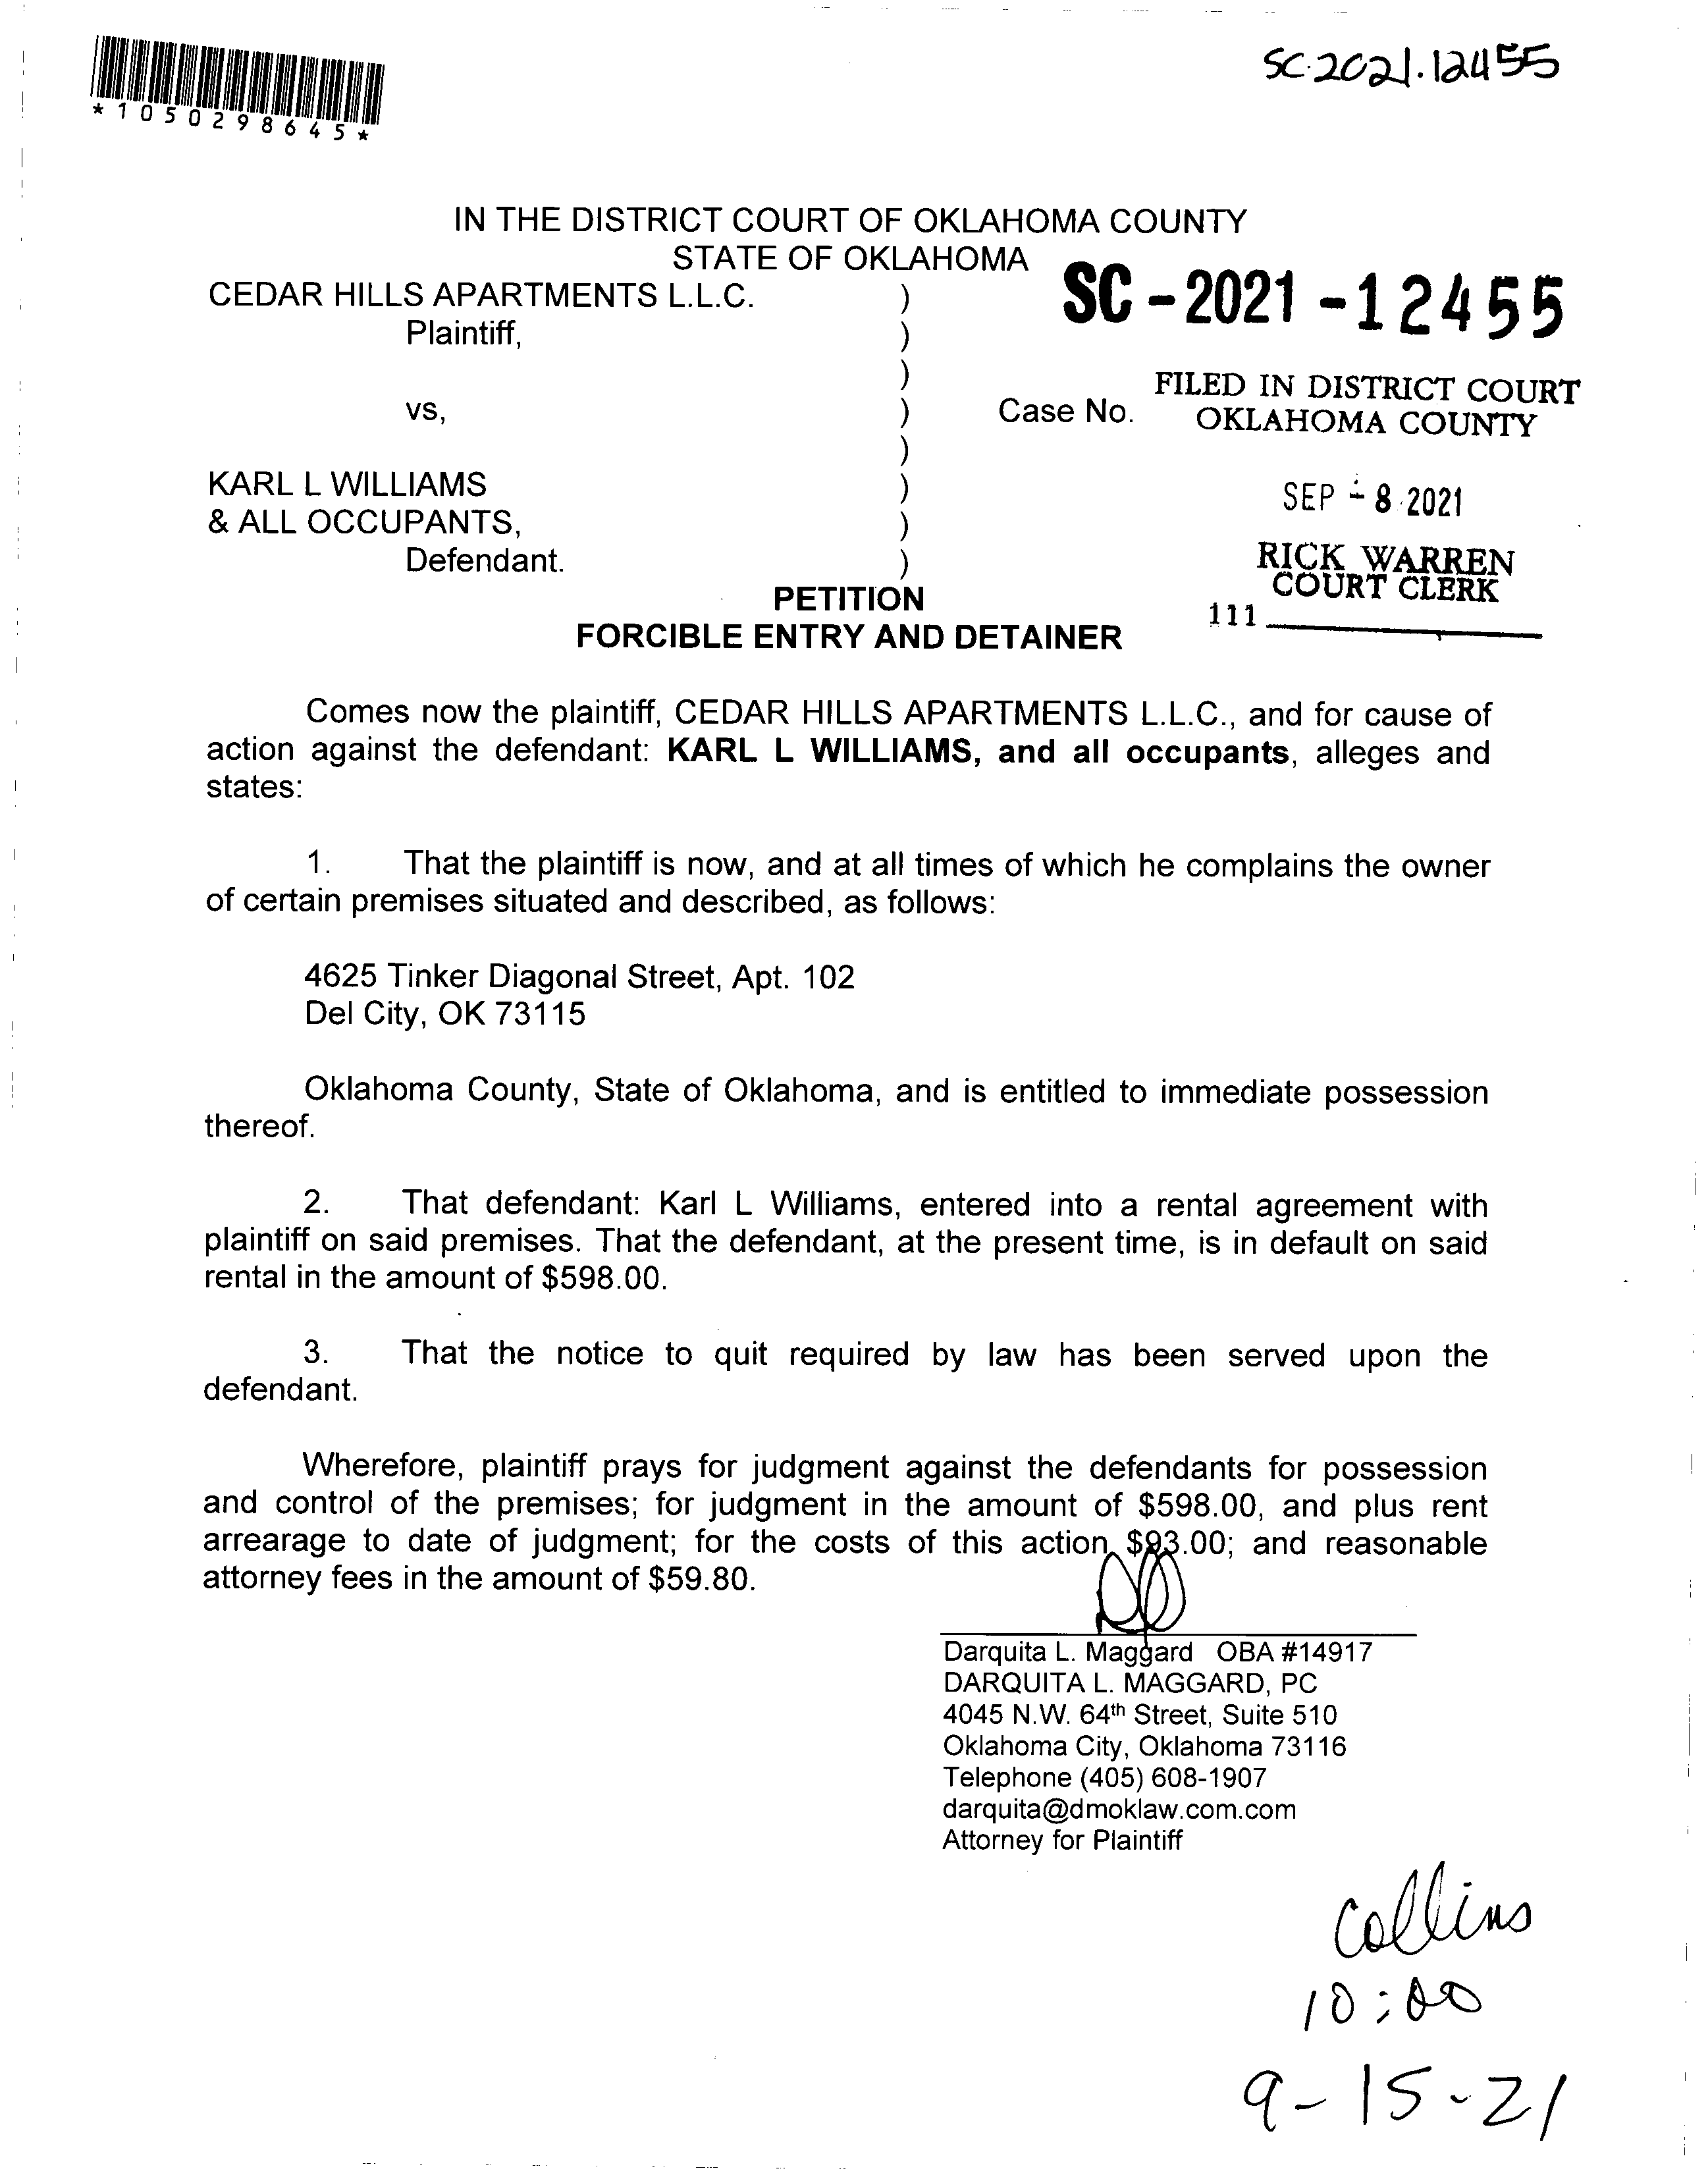 SC.2021.12455
*1050298645*
IN THE DISTRICT COURT OF OKLAHOMA COUNTY
STATE OF OKLAHOMA
CEDAR HILLS APARTMENTS L.L.C. )
Plaintiff, )
)
vs, ) Case No.
)
KARL L WILLIAMS )
& ALL OCCUPANTS, )
Defendant. )
SC-2021-12455
FILED IN DISTRICT COURT
OKLAHOMA COUNTY
SEP - 8 2021
RICK WARREN
COURT CLERK
111
PETITION
FORCIBLE ENTRY AND DETAINER
Comes now the plaintiff, CEDAR HILLS APARTMENTS L.L.C., and for cause of
action against the defendant: KARL L WILLIAMS, and all occupants, alleges and
states:
1. That the plaintiff is now, and at all times of which he complains the owner
of certain premises situated and described, as follows:
4625 Tinker Diagonal Street, Apt. 102
Del City, OK 73115
Oklahoma County, State of Oklahoma, and is entitled to immediate possession
thereof.
2. That defendant: Karl L Williams, entered into a rental agreement with
plaintiff on said premises. That the defendant, at the present time, is in default on said
rental in the amount of $598.00.
3. That the notice to quit required by law has been served upon the
defendant.
Wherefore, plaintiff prays for judgment against the defendants for possession
and control of the premises; for judgment in the amount of $598.00, and plus rent
arrearage to date of judgment; for the costs of this action, $93.00; and reasonable
attorney fees in the amount of $59.80.
Darquita L. Maggard OBA #14917
DARQUITA L. MAGGARD, PC
4045 N.W. 64th Street, Suite 510
Oklahoma City, Oklahoma 73116
Telephone (405) 608-1907
darquita@dmoklaw.com.com
Attorney for Plaintiff
Collins
10:00
9-15-21